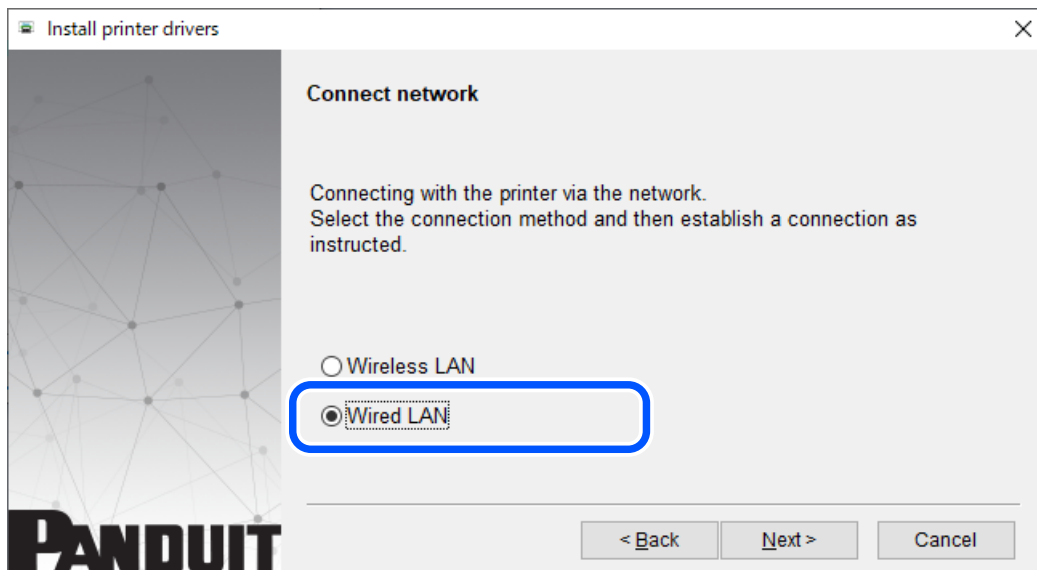 Install printer drivers
Connect network
Connecting with the printer via the network.
Select the connection method and then establish a connection as
instructed.
Wireless LAN
Wired LAN
PANDUIT
< Back
Next >
Cancel